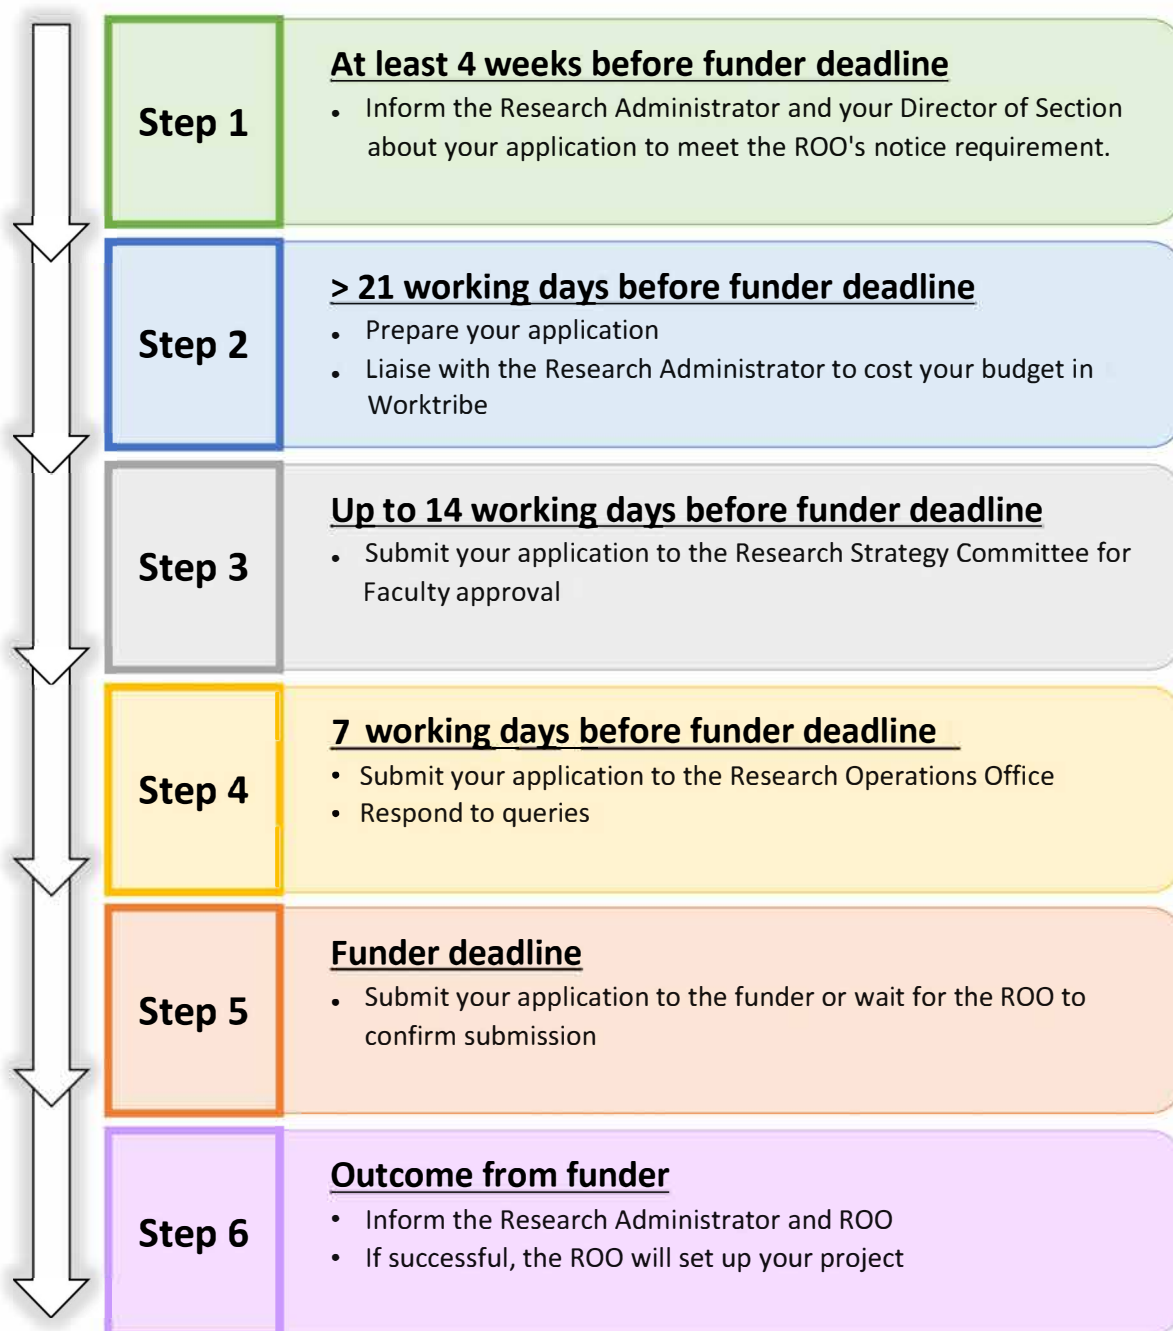 Step 1
At least 4 weeks before funder deadline
• Inform the Research Administrator and your Director of Section
about your application to meet the ROO's notice requirement.
Step 2
> 21 working days before funder deadline
• Prepare your application
• Liaise with the Research Administrator to cost your budget in
Worktribe
Step 3
Up to 14 working days before funder deadline
• Submit your application to the Research Strategy Committee for
Faculty approval
Step 4
7 working days before funder deadline
• Submit your application to the Research Operations Office
• Respond to queries
Step 5
Funder deadline
• Submit your application to the funder or wait for the ROO to
confirm submission
Step 6
Outcome from funder
• Inform the Research Administrator and ROO
• If successful, the ROO will set up your project